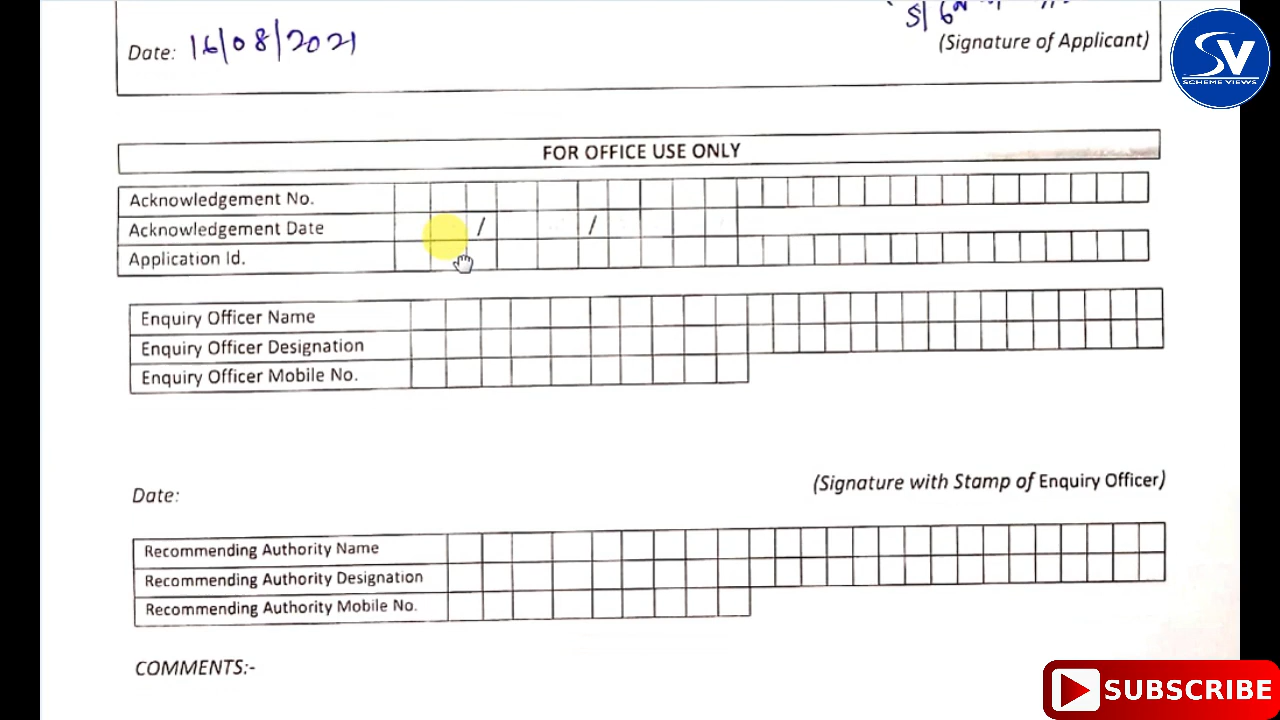 Date: 16/08/2021
(Signature of Applicant)
SV
SCHEME VIEWS
FOR OFFICE USE ONLY
Acknowledgement No.
Acknowledgement Date / /
Application Id.
Enquiry Officer Name
Enquiry Officer Designation
Enquiry Officer Mobile No.
Date:
(Signature with Stamp of Enquiry Officer)
Recommending Authority Name
Recommending Authority Designation
Recommending Authority Mobile No.
COMMENTS:-
SUBSCRIBE